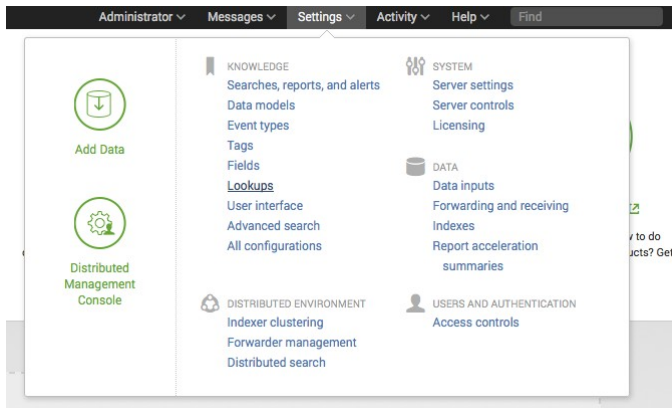 Administrator Messages Settings Activity Help Find
Add Data
Distributed
Management
Console
KNOWLEDGE
Searches, reports, and alerts
Data models
Event types
Tags
Fields
Lookups
User interface
Advanced search
All configurations
DISTRIBUTED ENVIRONMENT
Indexer clustering
Forwarder management
Distributed search
SYSTEM
Server settings
Server controls
Licensing
DATA
Data inputs
Forwarding and receiving
Indexes
Report acceleration
summaries
USERS AND AUTHENTICATION
Access controls
to do
Get